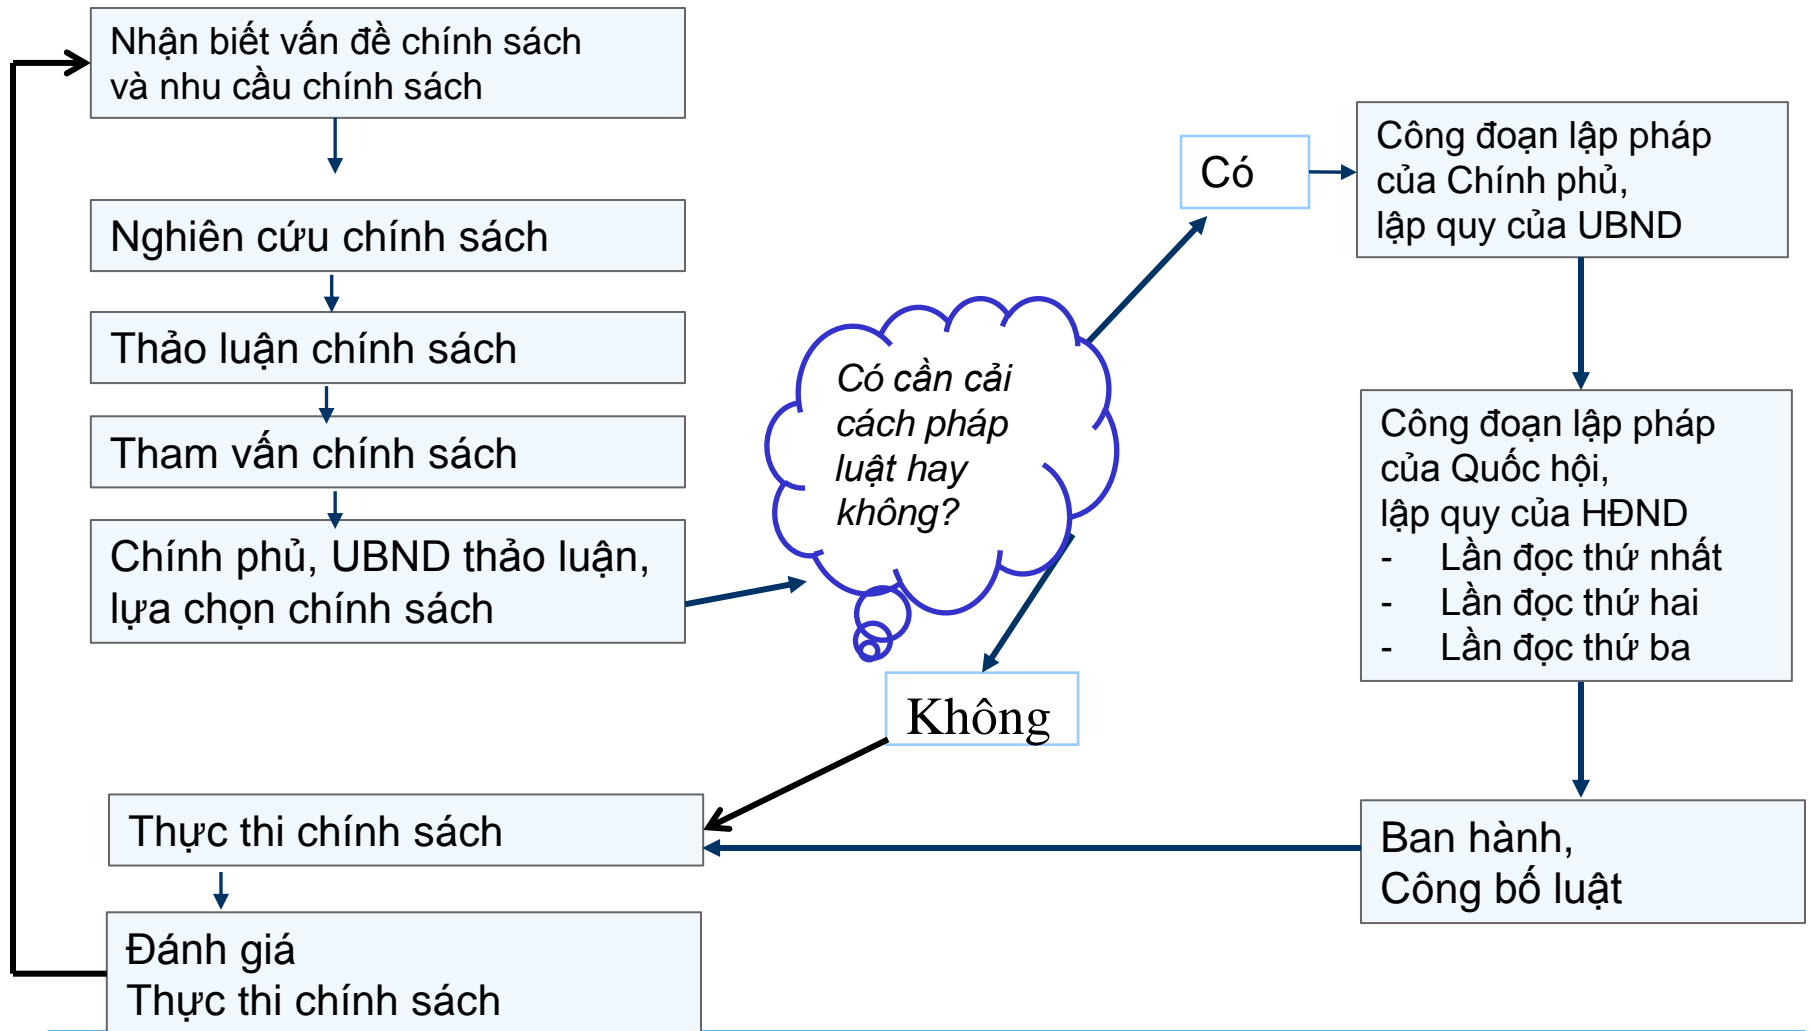 Nhận biết vấn đề chính sách
và nhu cầu chính sách
Nghiên cứu chính sách
Thảo luận chính sách
Tham vấn chính sách
Chính phủ, UBND thảo luận,
lựa chọn chính sách
Có cần cải
cách pháp
luật hay
không?
Có
Công đoạn lập pháp
của Chính phủ,
lập quy của UBND
Công đoạn lập pháp
của Quốc hội,
lập quy của HĐND
- Lần đọc thứ nhất
- Lần đọc thứ hai
- Lần đọc thứ ba
Không
Ban hành,
Công bố luật
Thực thi chính sách
Đánh giá
Thực thi chính sách